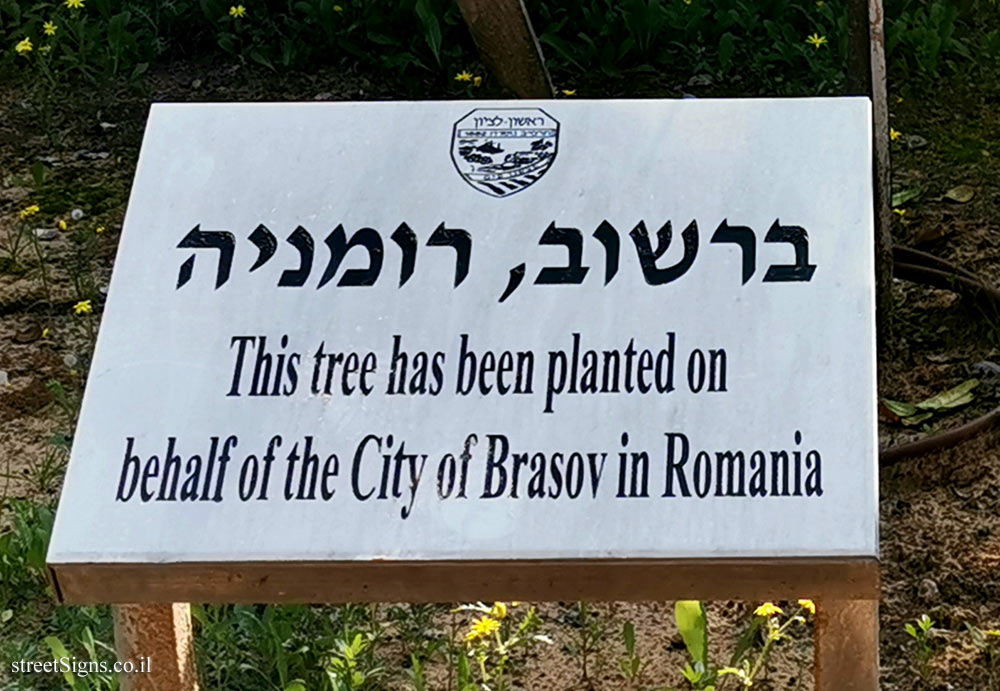 ראשון-לציון
ברשוב, רומניה
This tree has been planted on
behalf of the City of Brasov in Romania
streetSigns.co.il